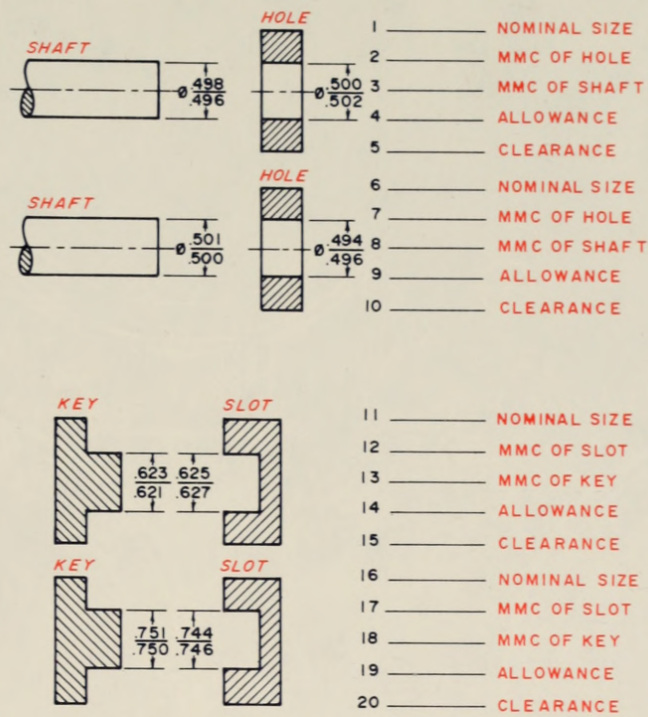 SHAFT
HOLE
Ø .498
.496
Ø .500
.502
1 NOMINAL SIZE
2 MMC OF HOLE
3 MMC OF SHAFT
4 ALLOWANCE
5 CLEARANCE
SHAFT
HOLE
Ø .501
.500
Ø .494
.496
6 NOMINAL SIZE
7 MMC OF HOLE
8 MMC OF SHAFT
9 ALLOWANCE
10 CLEARANCE
KEY
SLOT
.623 .625
.621 .627
11 NOMINAL SIZE
12 MMC OF SLOT
13 MMC OF KEY
14 ALLOWANCE
15 CLEARANCE
KEY
SLOT
.751 .744
.750 .746
16 NOMINAL SIZE
17 MMC OF SLOT
18 MMC OF KEY
19 ALLOWANCE
20 CLEARANCE